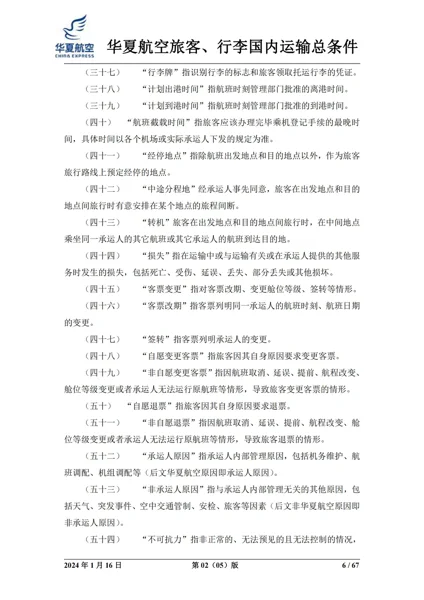 华夏航空
CHINA EXPRESS
华夏航空旅客、行李国内运输总条件
（三十七） “行李牌”指识别行李的标志和旅客领取托运行李的凭证。
（三十八） “计划出港时间”指航班时刻管理部门批准的离港时间。
（三十九） “计划到港时间”指航班时刻管理部门批准的到港时间。
（四十） “航班截载时间”指旅客应该办理完毕乘机登记手续的最晚时
间，具体时间以各个机场或实际承运人下发的规定为准。
（四十一） “经停地点”指除航班出发地点和目的地点以外，作为旅客
旅行路线上预定经停的地点。
（四十二） “中途分程地”经承运人事先同意，旅客在出发地点和目的
地点间旅行时有意安排在某个地点的旅程间断。
（四十三） “转机”旅客在出发地点和目的地点间旅行时，在中间地点
乘坐同一承运人的其它航班或其它承运人的航班到达目的地。
（四十四） “损失”指在运输中或与运输有关或在承运人提供的其他服
务时发生的损失，包括死亡、受伤、延误、丢失、部分丢失或其他损坏。
（四十五） “客票变更”指对客票改期、变更舱位等级、签转等情形。
（四十六） “客票改期”指客票列明同一承运人的航班时刻、航班日期
的变更。
（四十七） “签转”指客票列明承运人的变更。
（四十八） “自愿变更客票”指旅客因其自身原因要求变更客票。
（四十九） “非自愿变更客票”指因航班取消、延误、提前、航程改变、
舱位等级变更或者承运人无法运行原航班等情形，导致旅客变更客票的情形。
（五十） “自愿退票”指旅客因其自身原因要求退票。
（五十一） “非自愿退票”指因航班取消、延误、提前、航程改变、舱
位等级变更或者承运人无法运行原航班等情形，导致旅客退票的情形。
（五十二） “承运人原因”指承运人内部管理原因，包括机务维护、航
班调配、机组调配等（后文华夏航空原因即承运人原因）。
（五十三） “非承运人原因”指与承运人内部管理无关的其他原因，包
括天气、突发事件、空中交通管制、安检、旅客等因素（后文非华夏航空原因即
非承运人原因）。
（五十四） “不可抗力”指非正常的、无法预见的且无法控制的情况，
2024 年 1 月 16 日 第 02（05）版 6 / 67